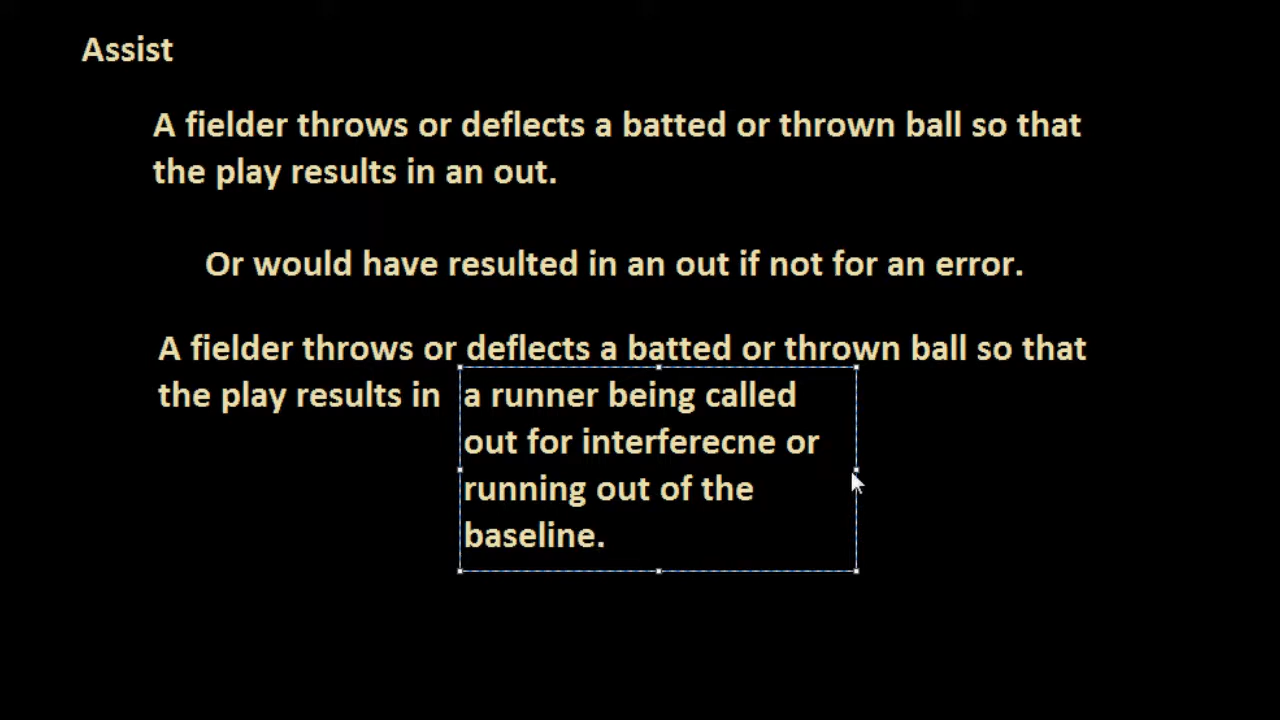 Assist
A fielder throws or deflects a batted or thrown ball so that
the play results in an out.
Or would have resulted in an out if not for an error.
A fielder throws or deflects a batted or thrown ball so that
the play results in a runner being called
out for interferecne or
running out of the
baseline.